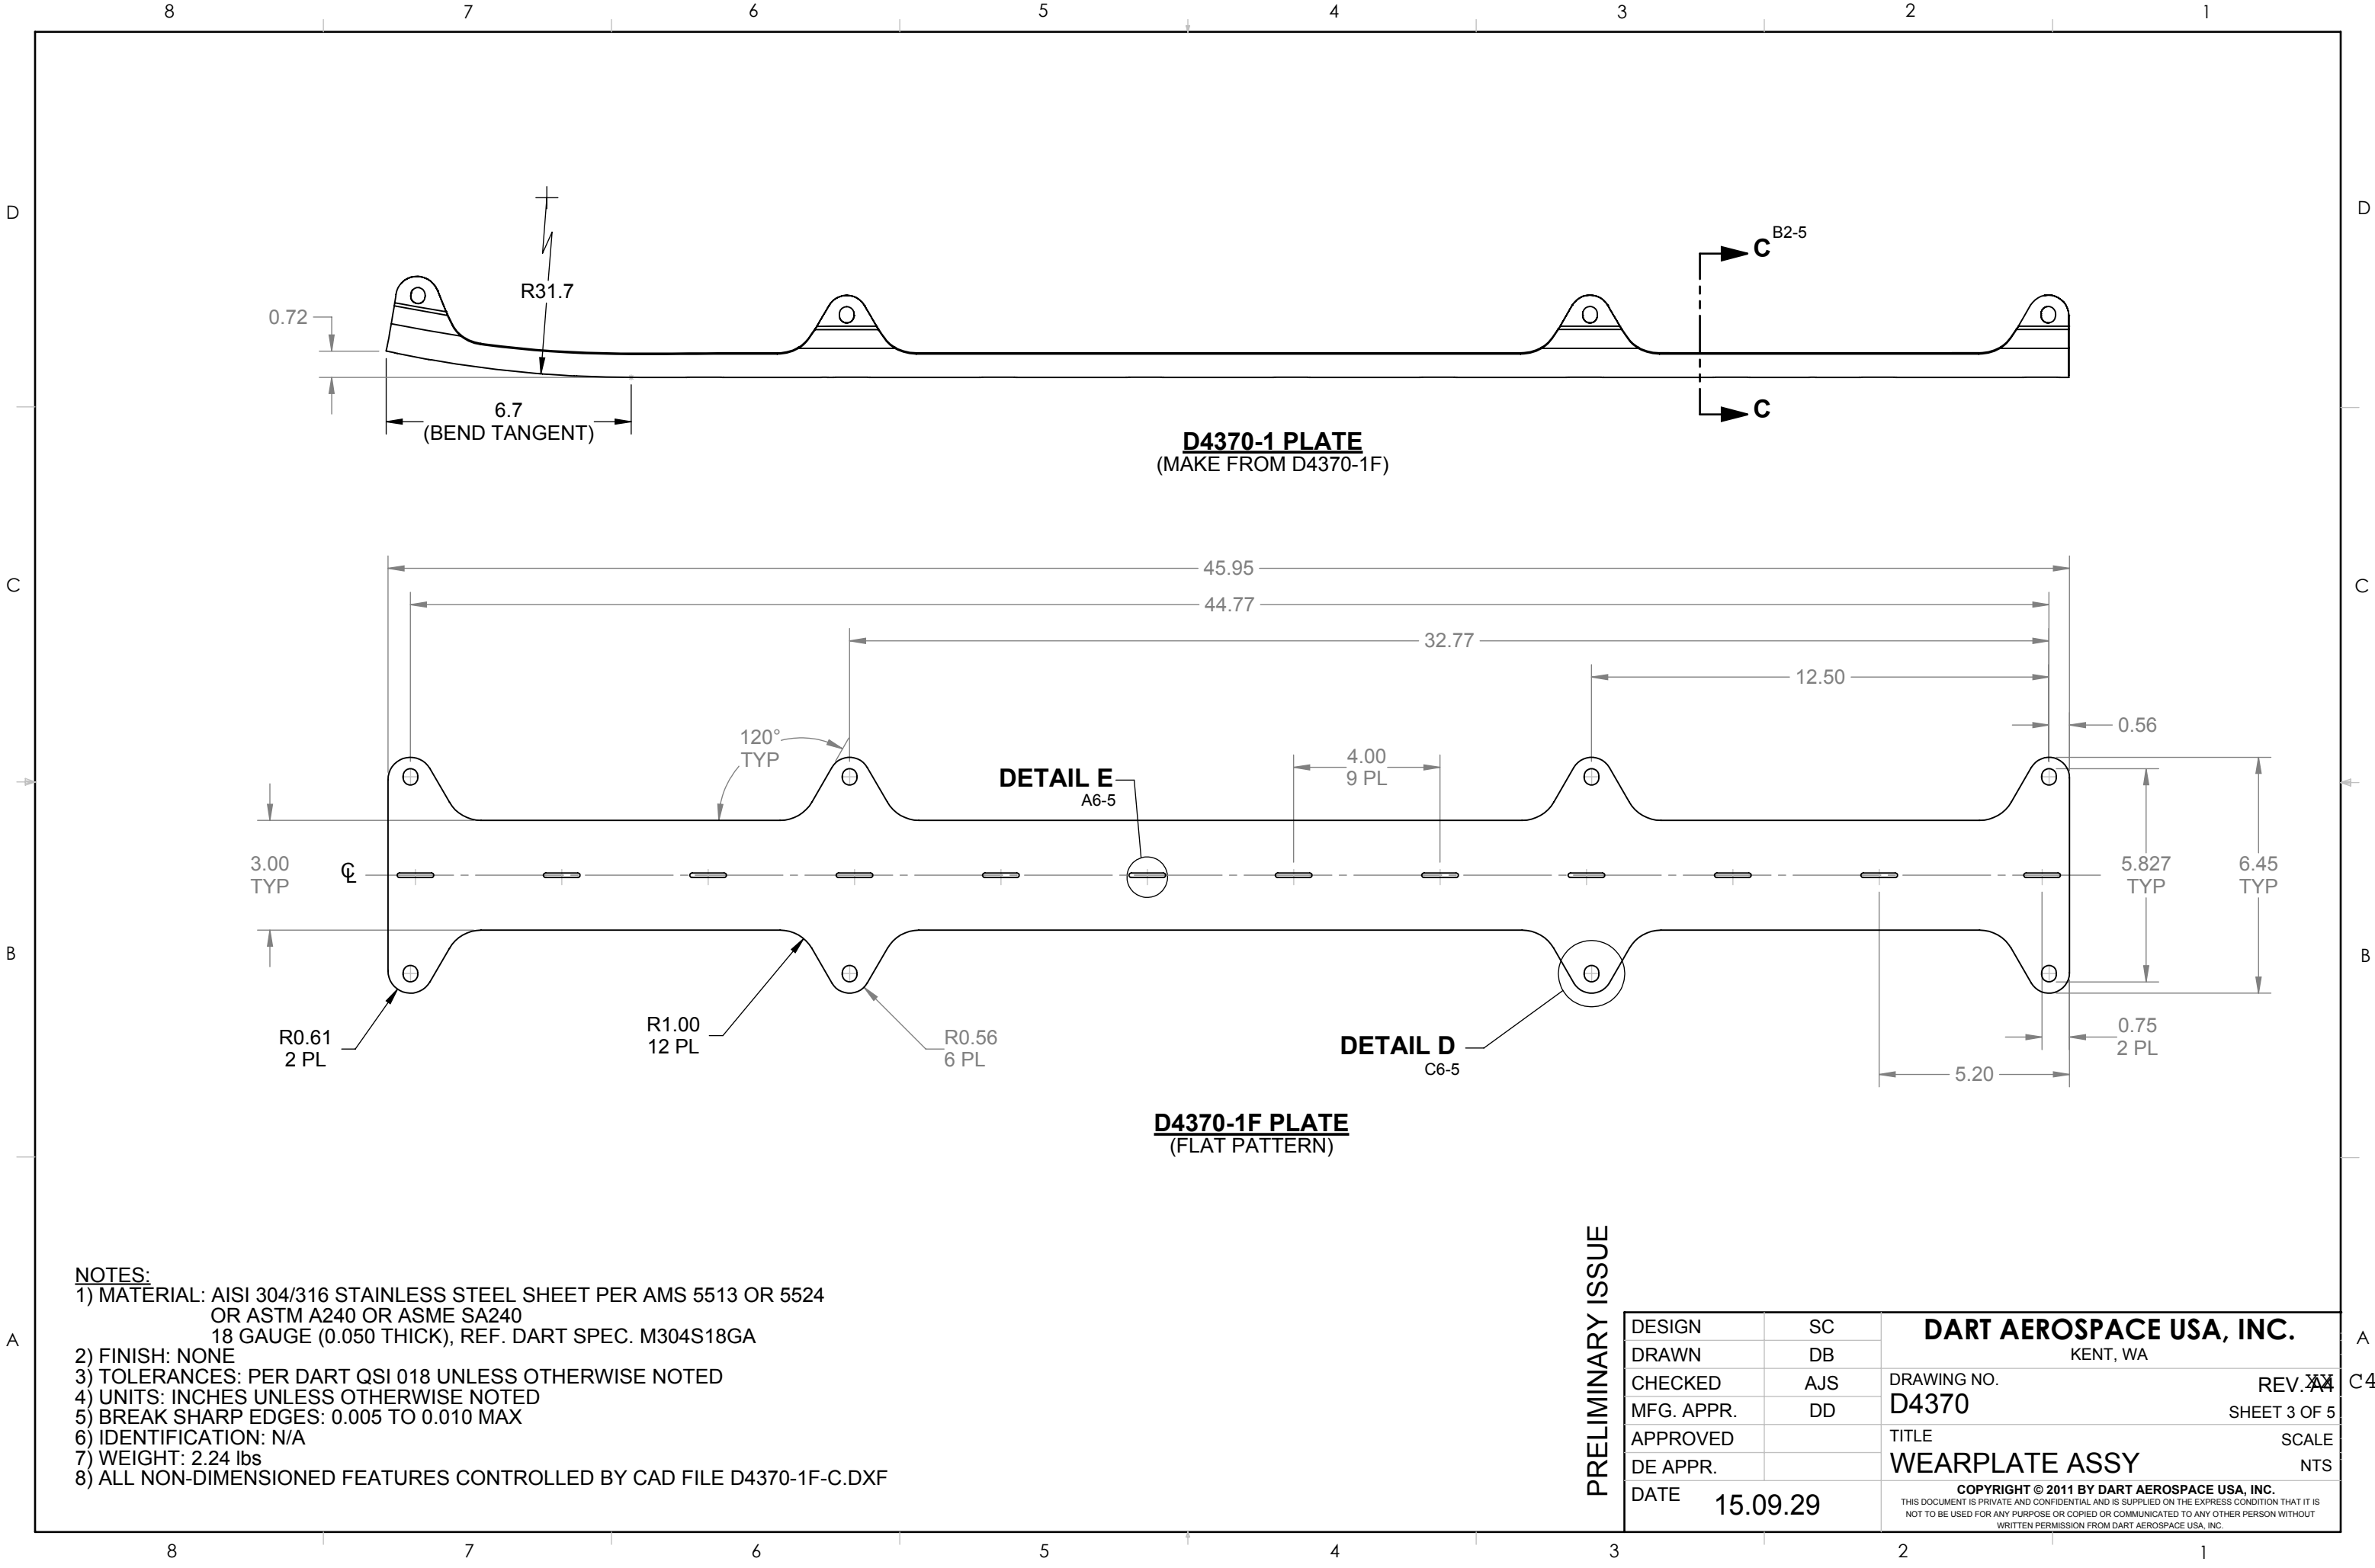 8 7 6 5 4 3 2 1
D D
B2-5
C
R31.7
0.72
C
6.7
(BEND TANGENT)
D4370-1 PLATE
(MAKE FROM D4370-1F)
45.95
C C
44.77
32.77
12.50
0.56
120°
TYP
4.00
9 PL
DETAIL E
A6-5
3.00
TYP
℄
5.827
TYP
6.45
TYP
B B
R0.61
2 PL
R1.00
12 PL
R0.56
6 PL
DETAIL D
C6-5
0.75
2 PL
5.20
D4370-1F PLATE
(FLAT PATTERN)
PRELIMINARY ISSUE
NOTES:
1) MATERIAL: AISI 304/316 STAINLESS STEEL SHEET PER AMS 5513 OR 5524
OR ASTM A240 OR ASME SA240
18 GAUGE (0.050 THICK), REF. DART SPEC. M304S18GA
2) FINISH: NONE
3) TOLERANCES: PER DART QSI 018 UNLESS OTHERWISE NOTED
4) UNITS: INCHES UNLESS OTHERWISE NOTED
5) BREAK SHARP EDGES: 0.005 TO 0.010 MAX
6) IDENTIFICATION: N/A
7) WEIGHT: 2.24 lbs
8) ALL NON-DIMENSIONED FEATURES CONTROLLED BY CAD FILE D4370-1F-C.DXF
A A
DESIGN SC
DRAWN DB
CHECKED AJS
MFG. APPR. DD
APPROVED
DE APPR.
DATE 15.09.29
DART AEROSPACE USA, INC.
KENT, WA
DRAWING NO.
D4370
REV. C4
SHEET 3 OF 5
TITLE
WEARPLATE ASSY
SCALE
NTS
COPYRIGHT © 2011 BY DART AEROSPACE USA, INC.
THIS DOCUMENT IS PRIVATE AND CONFIDENTIAL AND IS SUPPLIED ON THE EXPRESS CONDITION THAT IT IS
NOT TO BE USED FOR ANY PURPOSE OR COPIED OR COMMUNICATED TO ANY OTHER PERSON WITHOUT
WRITTEN PERMISSION FROM DART AEROSPACE USA, INC.
8 7 6 5 4 3 2 1